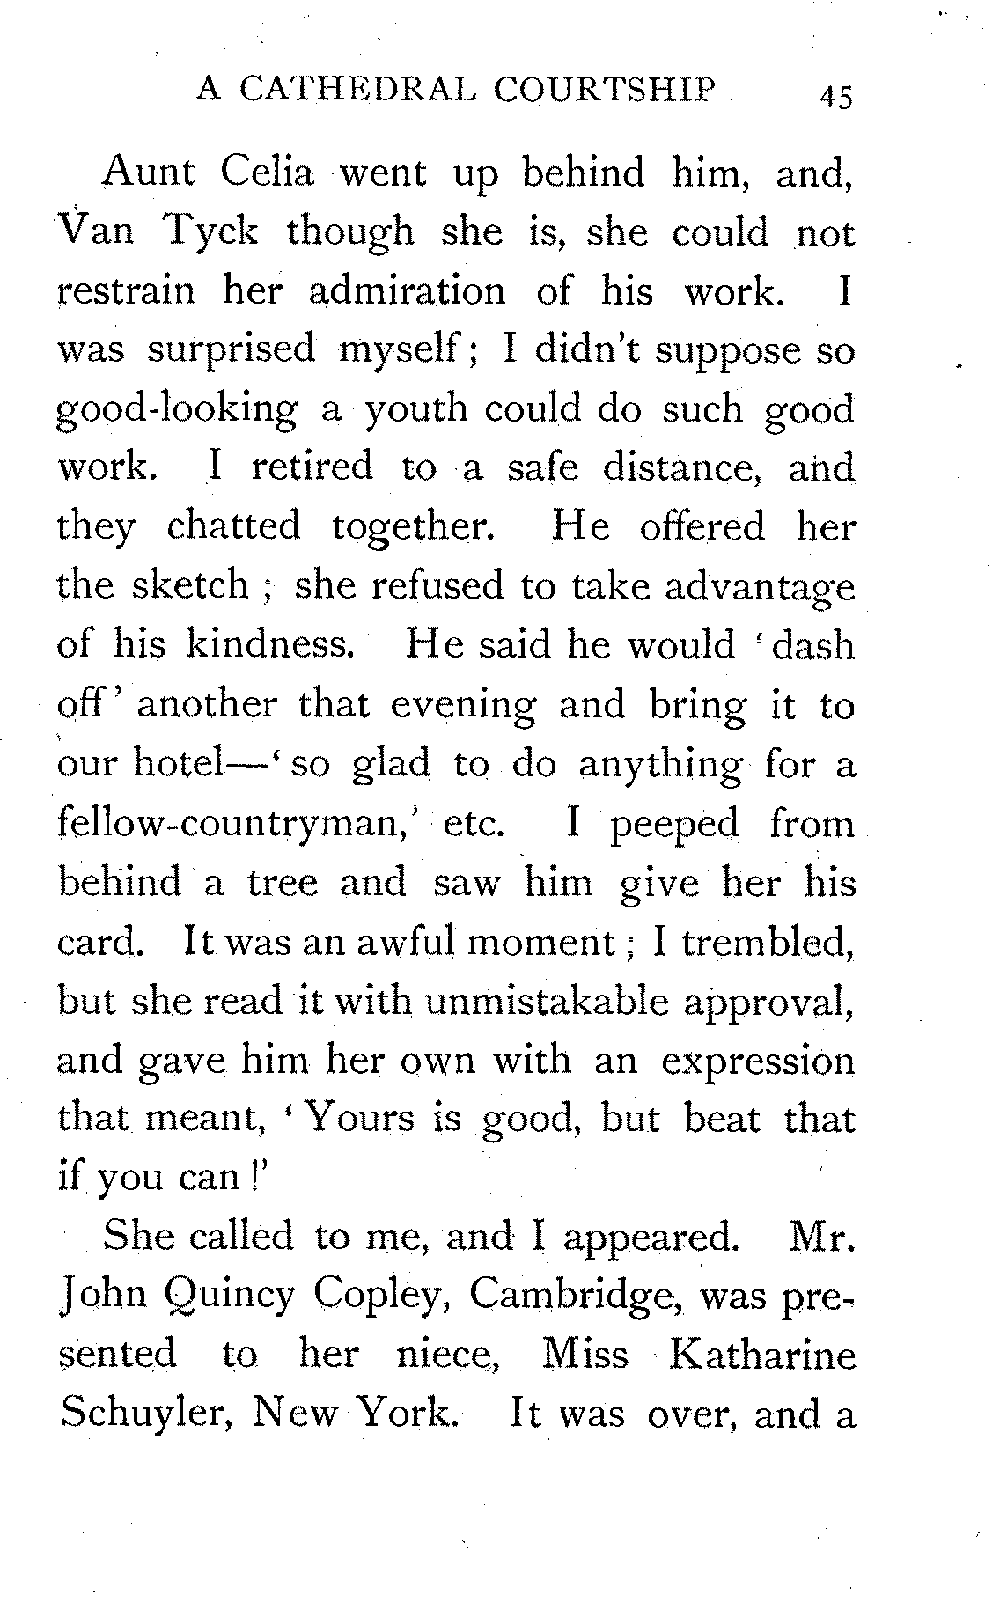 A CATHEDRAL COURTSHIP 45
Aunt Celia went up behind him, and,
Van Tyck though she is, she could not
restrain her admiration of his work. I
was surprised myself; I didn't suppose so
good-looking a youth could do such good
work. I retired to a safe distance, and
they chatted together. He offered her
the sketch; she refused to take advantage
of his kindness. He said he would 'dash
off' another that evening and bring it to
our hotel—'so glad to do anything for a
fellow-countryman,' etc. I peeped from
behind a tree and saw him give her his
card. It was an awful moment; I trembled,
but she read it with unmistakable approval,
and gave him her own with an expression
that meant, 'Yours is good, but beat that
if you can!'
She called to me, and I appeared. Mr.
John Quincy Copley, Cambridge, was pre-
sented to her niece, Miss Katharine
Schuyler, New York. It was over, and a